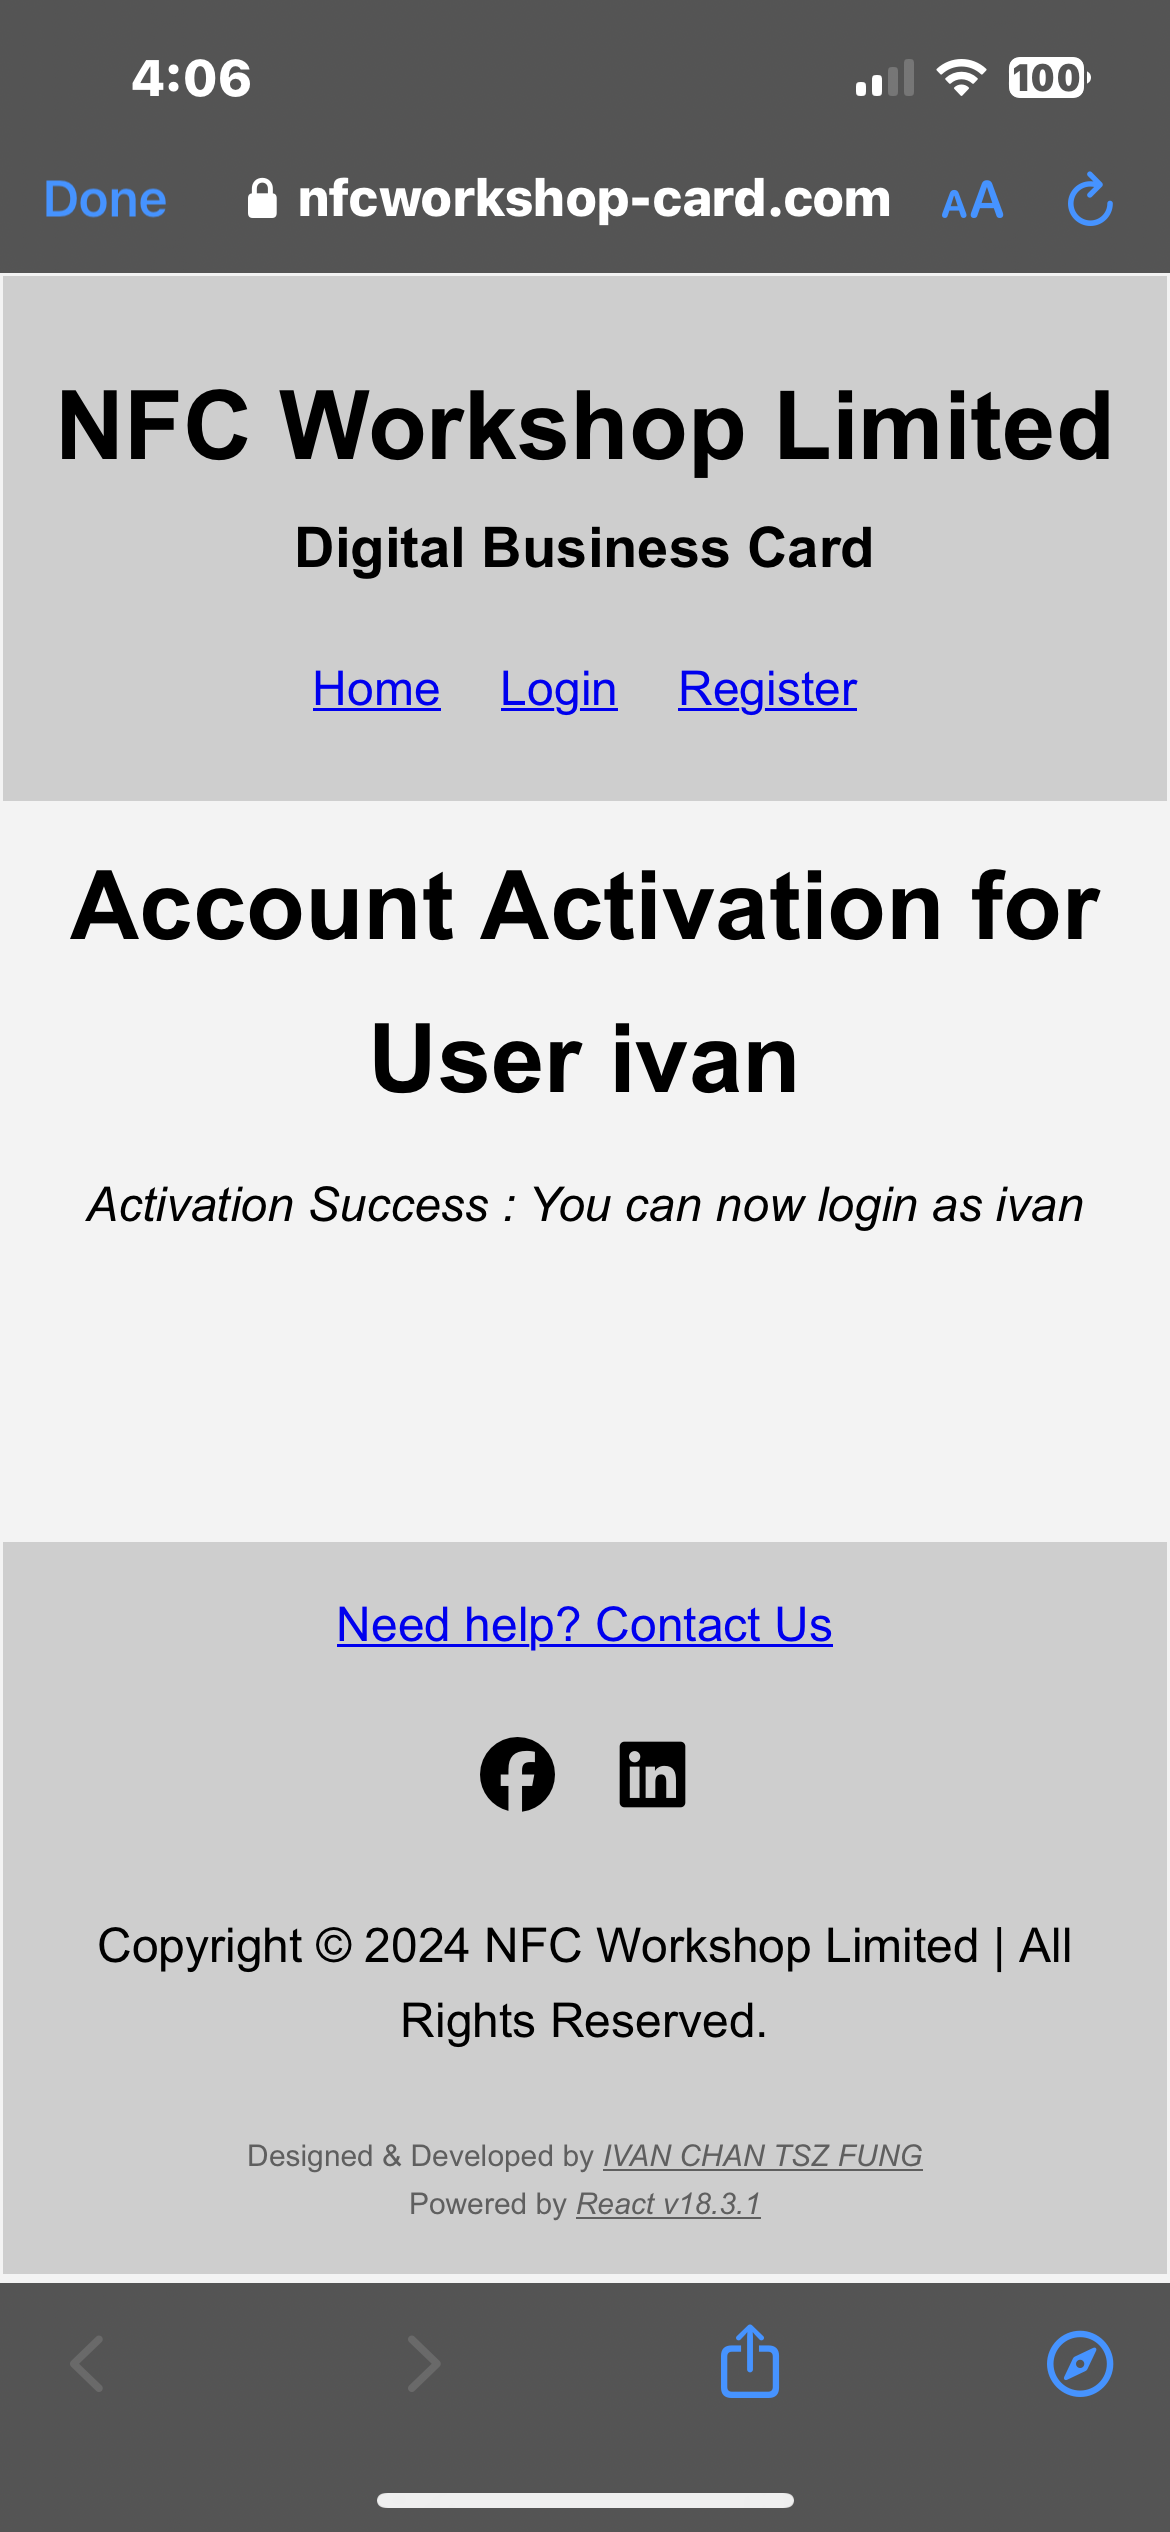 4:06
100
Done
nfcworkshop-card.com
AA
NFC Workshop Limited
Digital Business Card
Home Login Register
Account Activation for
User ivan
Activation Success : You can now login as ivan
Need help? Contact Us
in
Copyright © 2024 NFC Workshop Limited | All
Rights Reserved.
Designed & Developed by IVAN CHAN TSZ FUNG
Powered by React v18.3.1